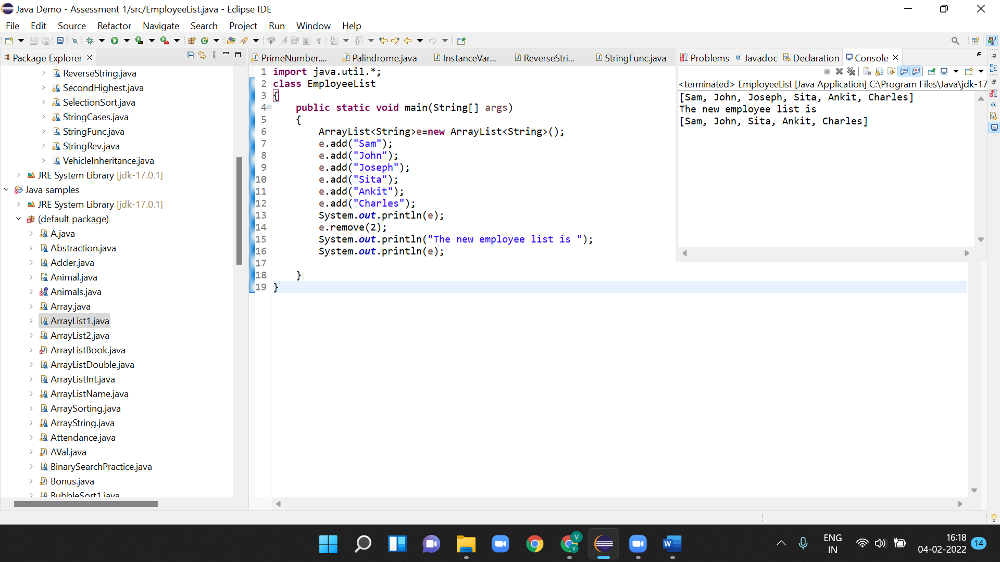 Java Demo - Assessment 1/src/EmployeeList.java - Eclipse IDE
File Edit Source Refactor Navigate Search Project Run Window Help
Package Explorer
ReverseString.java
SecondHighest.java
SelectionSort.java
StringCases.java
StringFunc.java
StringRev.java
VehicleInheritance.java
JRE System Library [jdk-17.0.1]
Java samples
JRE System Library [jdk-17.0.1]
(default package)
A.java
Abstraction.java
Adder.java
Animal.java
Animals.java
Array.java
ArrayList1.java
ArrayList2.java
ArrayListBook.java
ArrayListDouble.java
ArrayListInt.java
ArrayListName.java
ArraySorting.java
ArrayString.java
Attendance.java
AVal.java
BinarySearchPractice.java
Bonus.java
BubbleSort1.java
PrimeNumber.... Palindrome.java InstanceVar... ReverseStri... StringFunc.java
1 import java.util.*;
2 class EmployeeList
3 {
4 public static void main(String[] args)
5 {
6 ArrayList<String>e=new ArrayList<String>();
7 e.add("Sam");
8 e.add("John");
9 e.add("Joseph");
10 e.add("Sita");
11 e.add("Ankit");
12 e.add("Charles");
13 System.out.println(e);
14 e.remove(2);
15 System.out.println("The new employee list is ");
16 System.out.println(e);
17
18 }
19 }
Problems @ Javadoc Declaration Console
<terminated> EmployeeList [Java Application] C:\Program Files\Java\jdk-17
[Sam, John, Joseph, Sita, Ankit, Charles]
The new employee list is
[Sam, John, Sita, Ankit, Charles]
V
V
W
ENG
IN
16:18
04-02-2022
14